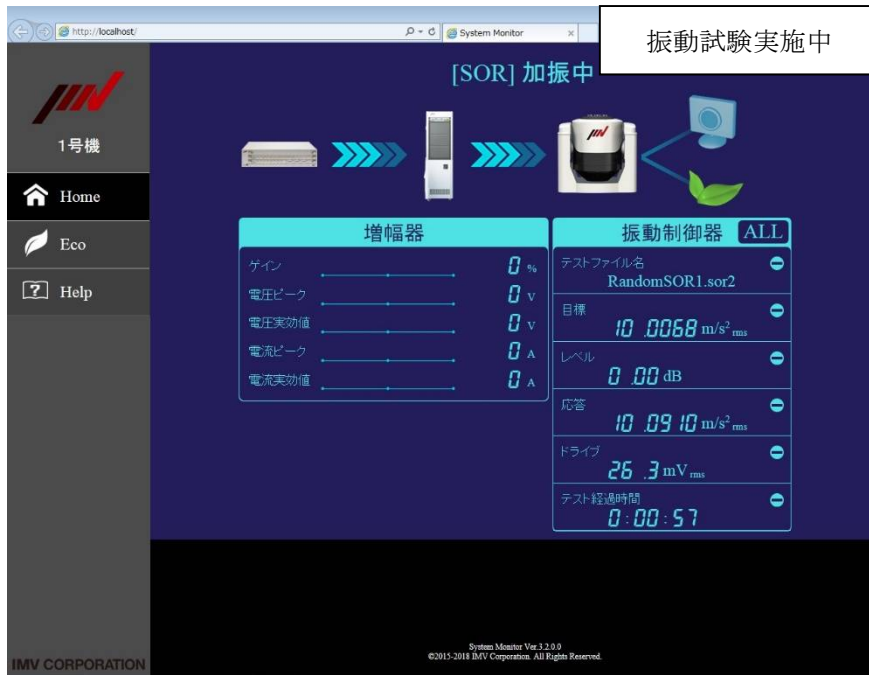 http://localhost/
System Monitor
振動試験実施中
[SOR] 加振中
IMV
1号機
Home
Eco
Help
増幅器
ゲイン 0 %
電圧ピーク 0 V
電圧実効値 0 V
電流ピーク 0 A
電流実効値 0 A
振動制御器 ALL
テストファイル名
RandomSOR1.sor2
目標
10.0068 m/s² rms
レベル
0.00 dB
応答
10.0910 m/s² rms
ドライブ
26.3 mV rms
テスト経過時間
0:00:57
System Monitor Ver.3.2.0.0
©2015-2018 IMV Corporation. All Rights Reserved.
IMV CORPORATION